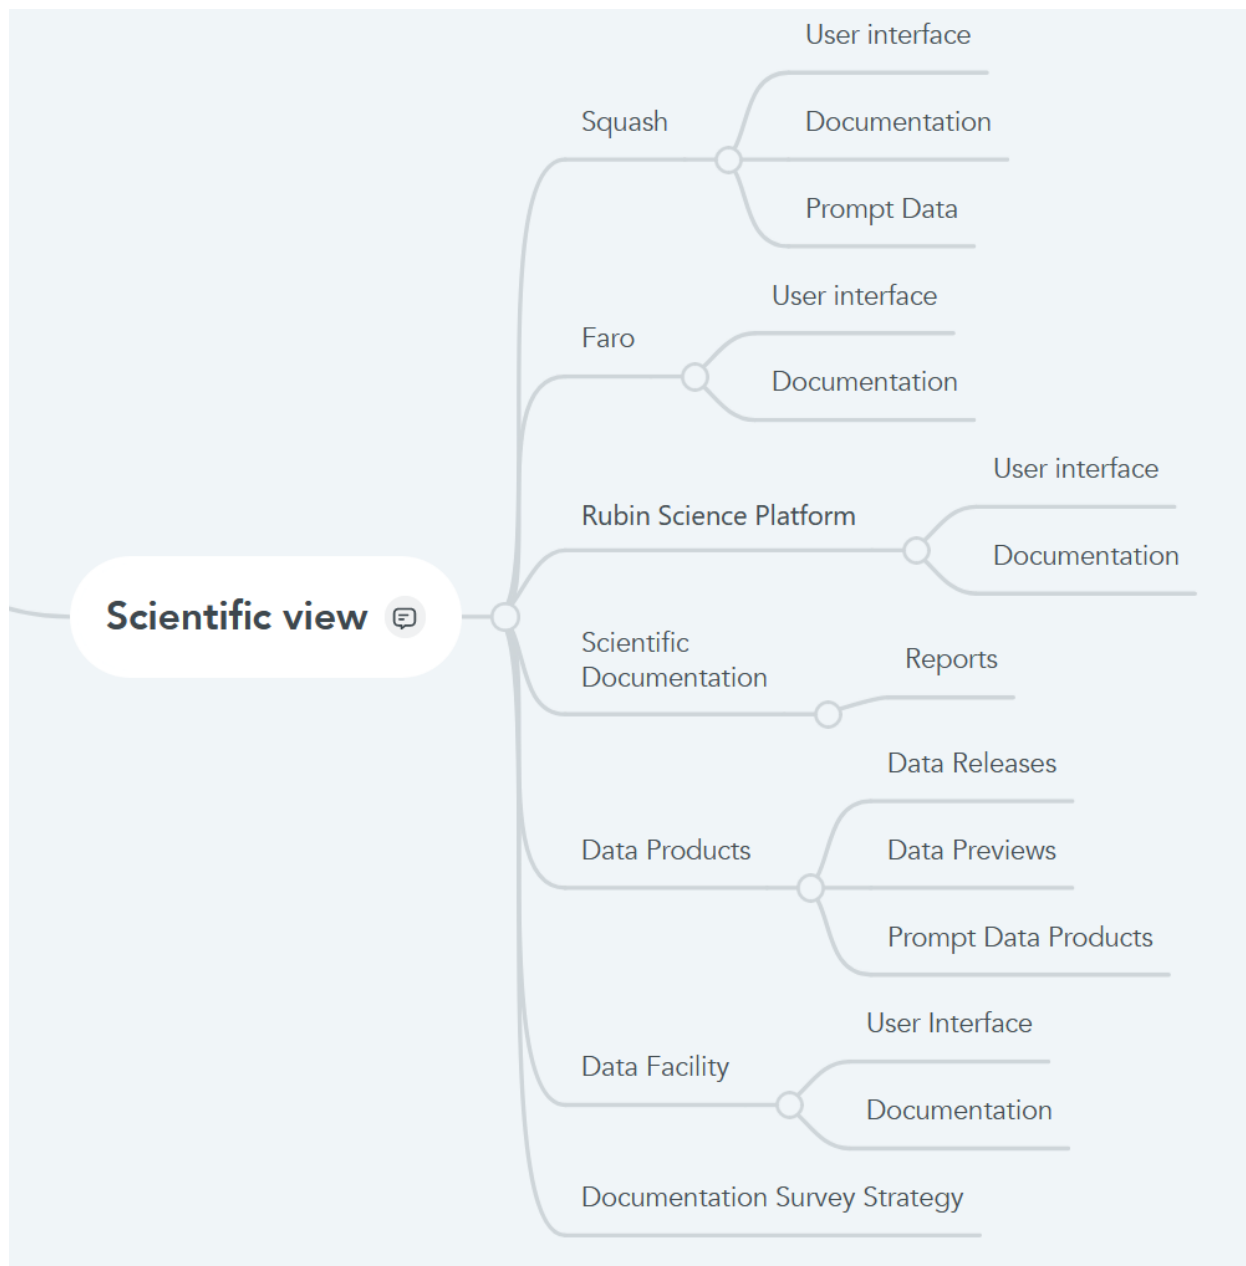 Scientific view
Squash
User interface
Documentation
Prompt Data
Faro
User interface
Documentation
Rubin Science Platform
User interface
Documentation
Scientific
Documentation
Reports
Data Products
Data Releases
Data Previews
Prompt Data Products
Data Facility
User Interface
Documentation
Documentation Survey Strategy